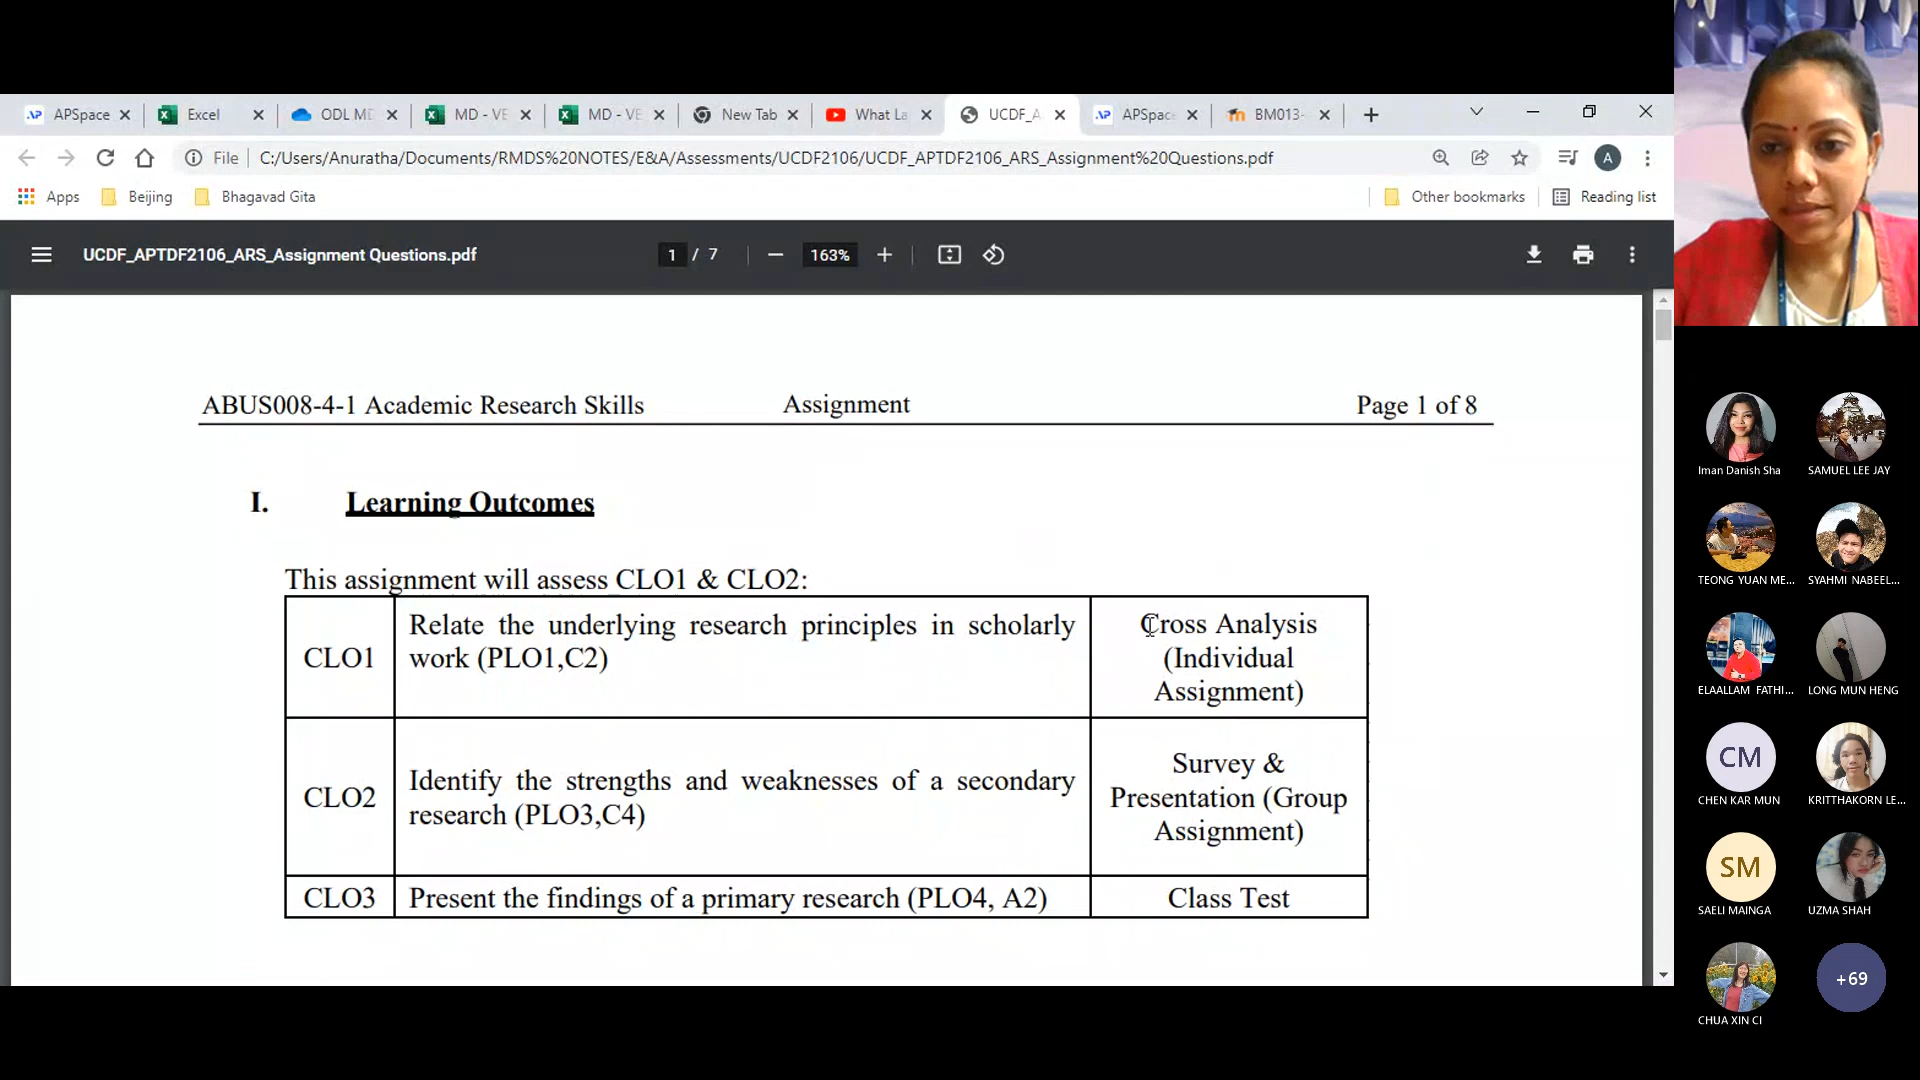 APSpace
Excel
ODL MD
MD - VE
MD - VE
New Tab
What La
UCDF_A
APSpace
BM013-
File
C:/Users/Anuratha/Documents/RMDS%20NOTES/E&A/Assessments/UCDF2106/UCDF_APTDF2106_ARS_Assignment%20Questions.pdf
A
Apps
Beijing
Bhagavad Gita
Other bookmarks
Reading list
UCDF_APTDF2106_ARS_Assignment Questions.pdf
1 / 7
163%
ABUS008-4-1 Academic Research Skills
Assignment
Page 1 of 8
I. Learning Outcomes
This assignment will assess CLO1 & CLO2:
CLO1
Relate the underlying research principles in scholarly
work (PLO1,C2)
Cross Analysis
(Individual
Assignment)
CLO2
Identify the strengths and weaknesses of a secondary
research (PLO3,C4)
Survey &
Presentation (Group
Assignment)
CLO3
Present the findings of a primary research (PLO4, A2)
Class Test
Iman Danish Sha
SAMUEL LEE JAY
TEONG YUAN ME...
SYAHMI NABEEL...
ELAALLAM FATHI...
LONG MUN HENG
CM
CHEN KAR MUN
KRITTHAKORN LE...
SM
SAELI MAINGA
UZMA SHAH
CHUA XIN CI
+69